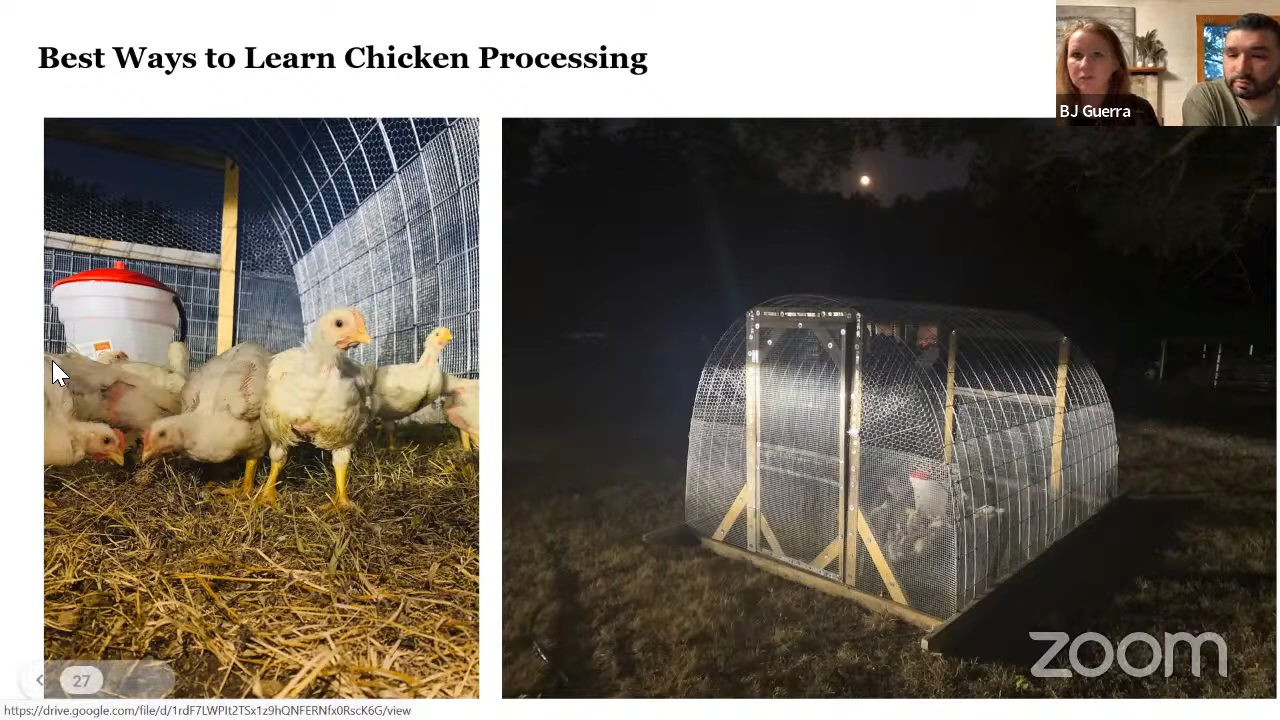 Best Ways to Learn Chicken Processing
BJ Guerra
27
zoom
https://drive.google.com/file/d/1rdF7LWPlt2TSx1z9hQNFERNfx0RscK6G/view